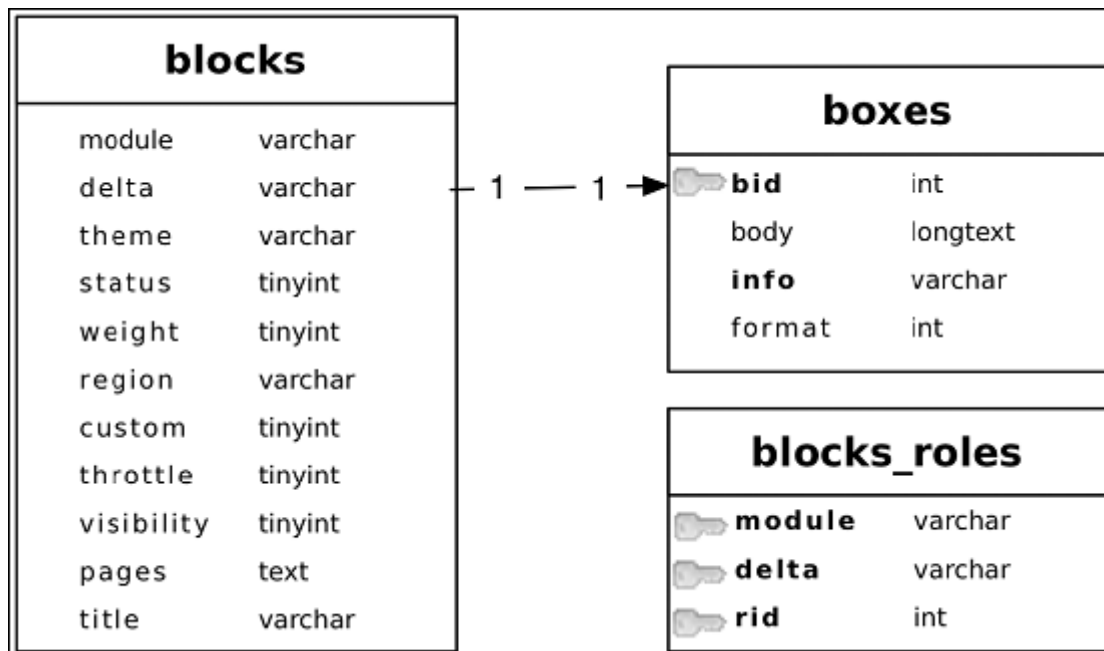 blocks
module varchar
delta varchar
theme varchar
status tinyint
weight tinyint
region varchar
custom tinyint
throttle tinyint
visibility tinyint
pages text
title varchar
1 1
boxes
bid int
body longtext
info varchar
format int
blocks_roles
module varchar
delta varchar
rid int